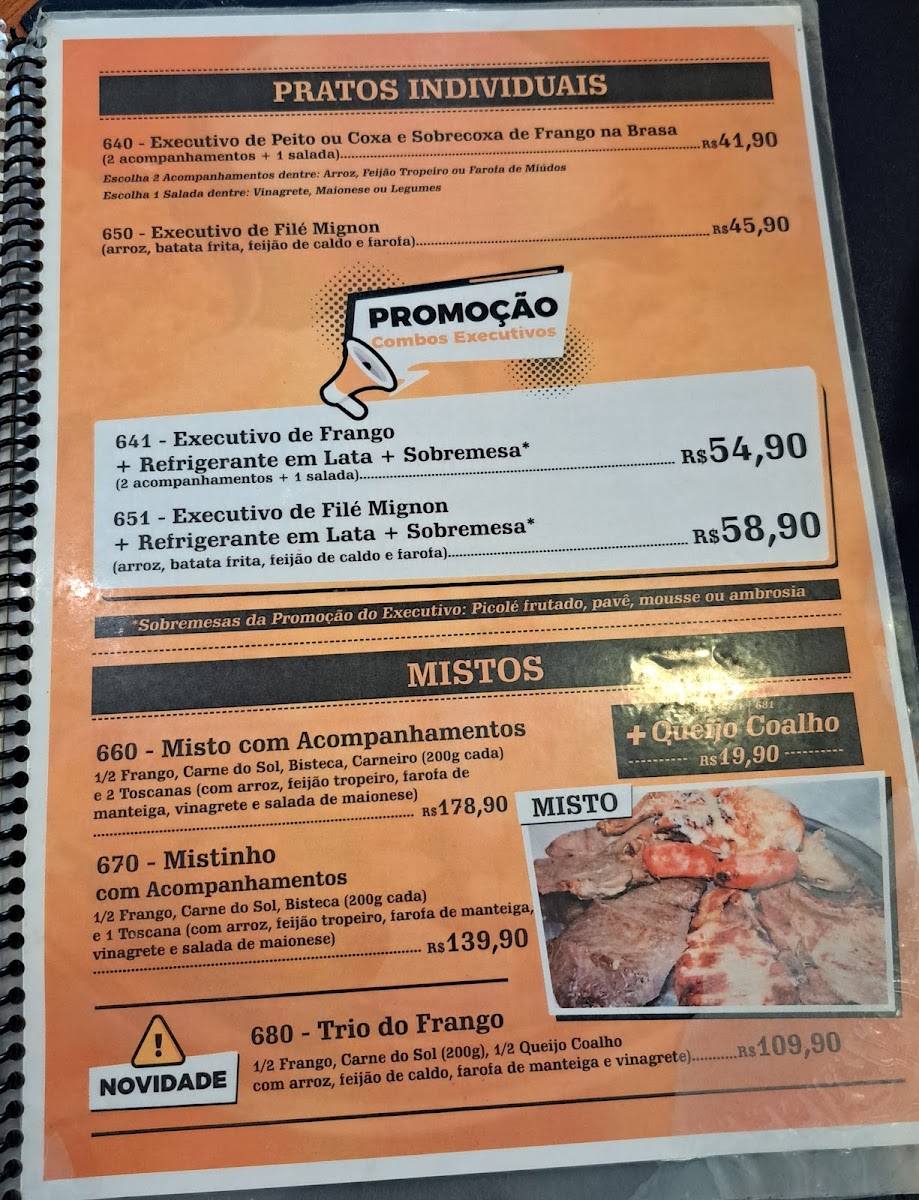 PRATOS INDIVIDUAIS
640 - Executivo de Peito ou Coxa e Sobrecoxa de Frango na Brasa
(2 acompanhamentos + 1 salada)................ R$41,90
Escolha 2 Acompanhamentos dentre: Arroz, Feijão Tropeiro ou Farofa de Miúdos
Escolha 1 Salada dentre: Vinagrete, Maionese ou Legumes
650 - Executivo de Filé Mignon
(arroz, batata frita, feijão de caldo e farofa)................ R$45,90
PROMOÇÃO
Combos Executivos
641 - Executivo de Frango
+ Refrigerante em Lata + Sobremesa*
(2 acompanhamentos + 1 salada)................ R$54,90
651 - Executivo de Filé Mignon
+ Refrigerante em Lata + Sobremesa*
(arroz, batata frita, feijão de caldo e farofa)................ R$58,90
*Sobremesas da Promoção do Executivo: Picolé frutado, pavê, mousse ou ambrosia
MISTOS
681
+ Queijo Coalho
R$19,90
660 - Misto com Acompanhamentos
1/2 Frango, Carne do Sol, Bisteca, Carneiro (200g cada)
e 2 Toscanas (com arroz, feijão tropeiro, farofa de
manteiga, vinagrete e salada de maionese)
................ R$178,90
MISTO
670 - Mistinho
com Acompanhamentos
1/2 Frango, Carne do Sol, Bisteca (200g cada)
e 1 Toscana (com arroz, feijão tropeiro, farofa de manteiga,
vinagrete e salada de maionese)
................ R$139,90
NOVIDADE
680 - Trio do Frango
1/2 Frango, Carne do Sol (200g), 1/2 Queijo Coalho
com arroz, feijão de caldo, farofa de manteiga e vinagrete)........... R$109,90